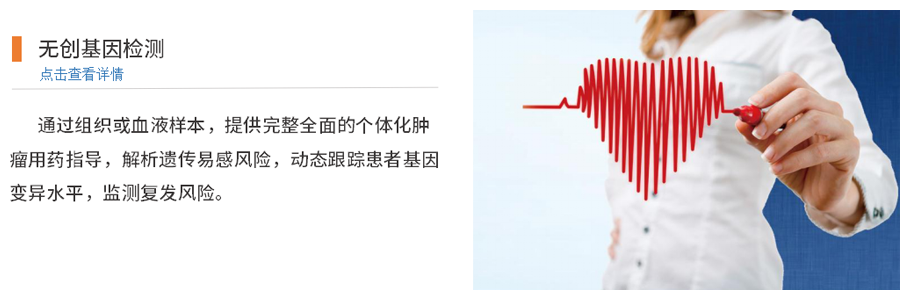 无创基因检测
点击查看详情
通过组织或血液样本，提供完整全面的个体化肿
瘤用药指导，解析遗传易感风险，动态跟踪患者基因
变异水平，监测复发风险。